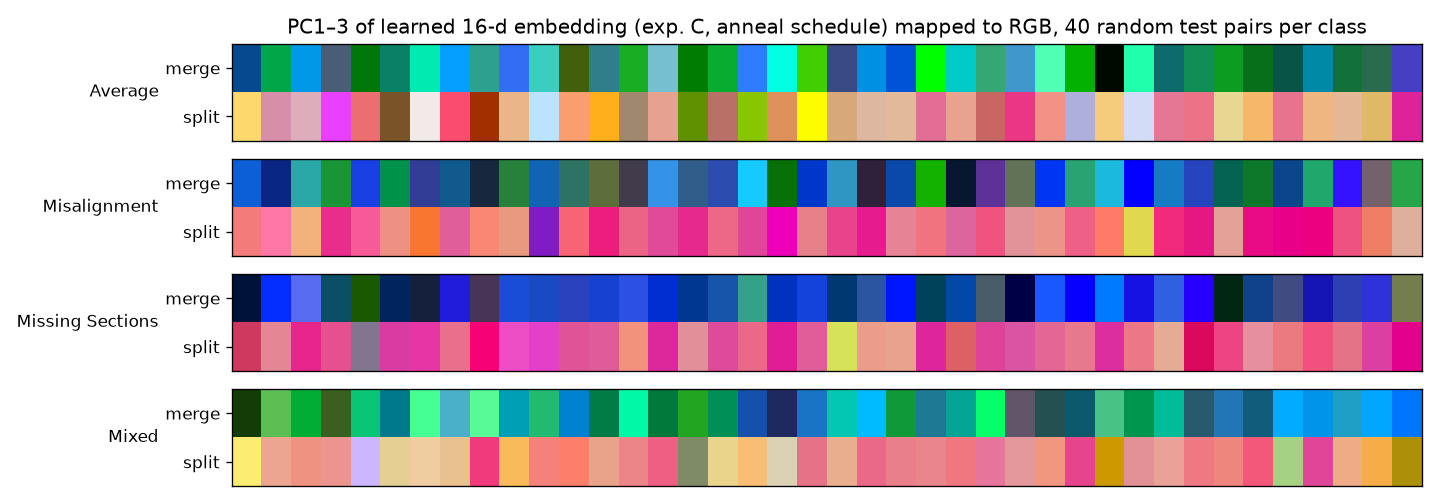 PC1–3 of learned 16-d embedding (exp. C, anneal schedule) mapped to RGB, 40 random test pairs per class
Average
merge
split
Misalignment
merge
split
Missing Sections
merge
split
Mixed
merge
split